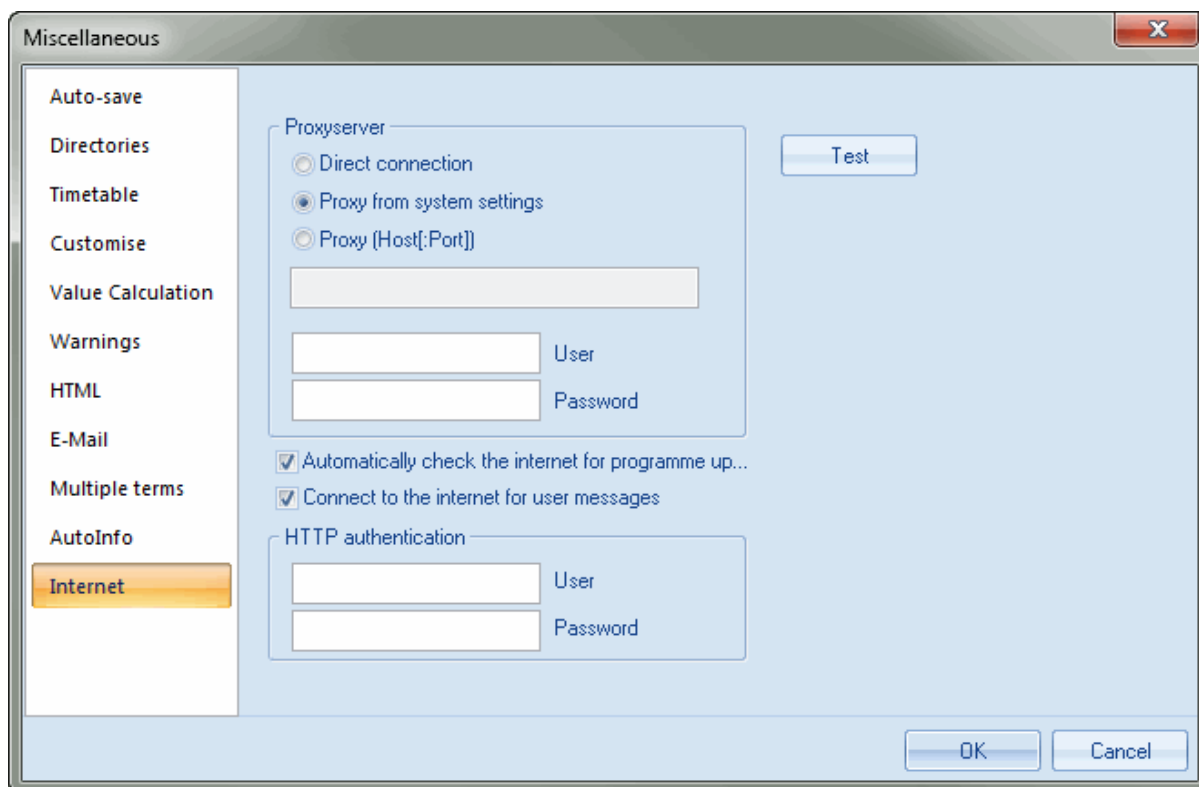 Miscellaneous
Auto-save
Directories
Timetable
Customise
Value Calculation
Warnings
HTML
E-Mail
Multiple terms
AutoInfo
Internet
Proxyserver
Direct connection
Proxy from system settings
Proxy (Host[:Port])
User
Password
Automatically check the internet for programme up...
Connect to the internet for user messages
HTTP authentication
User
Password
Test
OK
Cancel